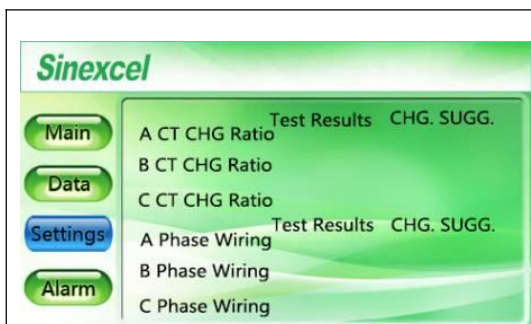 Sinexcel
Main
Data
Settings
Alarm
Test Results CHG. SUGG.
A CT CHG Ratio
B CT CHG Ratio
C CT CHG Ratio
Test Results CHG. SUGG.
A Phase Wiring
B Phase Wiring
C Phase Wiring